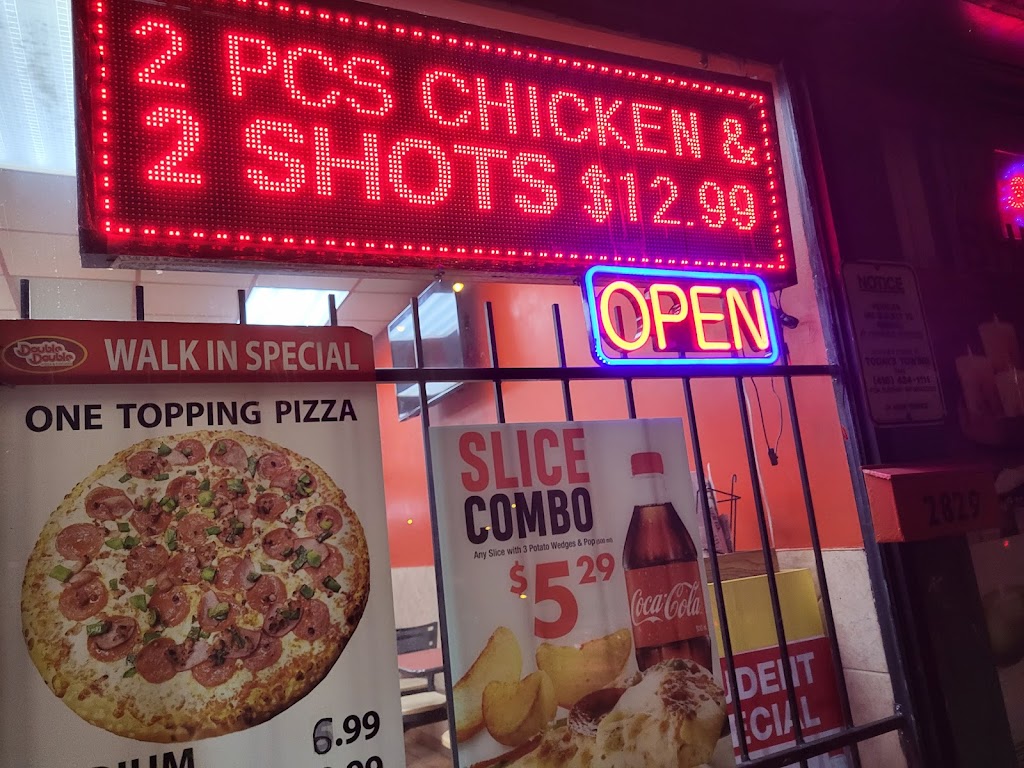 2 PCS CHICKEN &
2 SHOTS $12.99
OPEN
Double Double
WALK IN SPECIAL
ONE TOPPING PIZZA
6.99
SLICE
COMBO
Any Slice with 3 Potato Wedges & Pop
$5 29
Coca-Cola
UDENT
ECIAL
NOTICE
2829